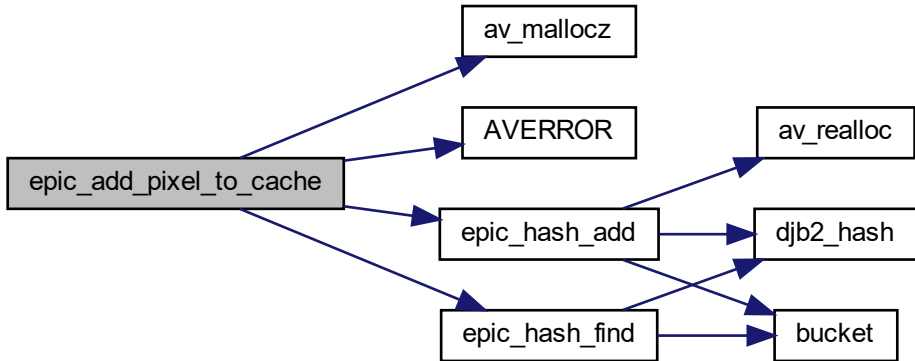 av_mallocz
AVERROR
av_realloc
epic_add_pixel_to_cache
epic_hash_add
djb2_hash
epic_hash_find
bucket